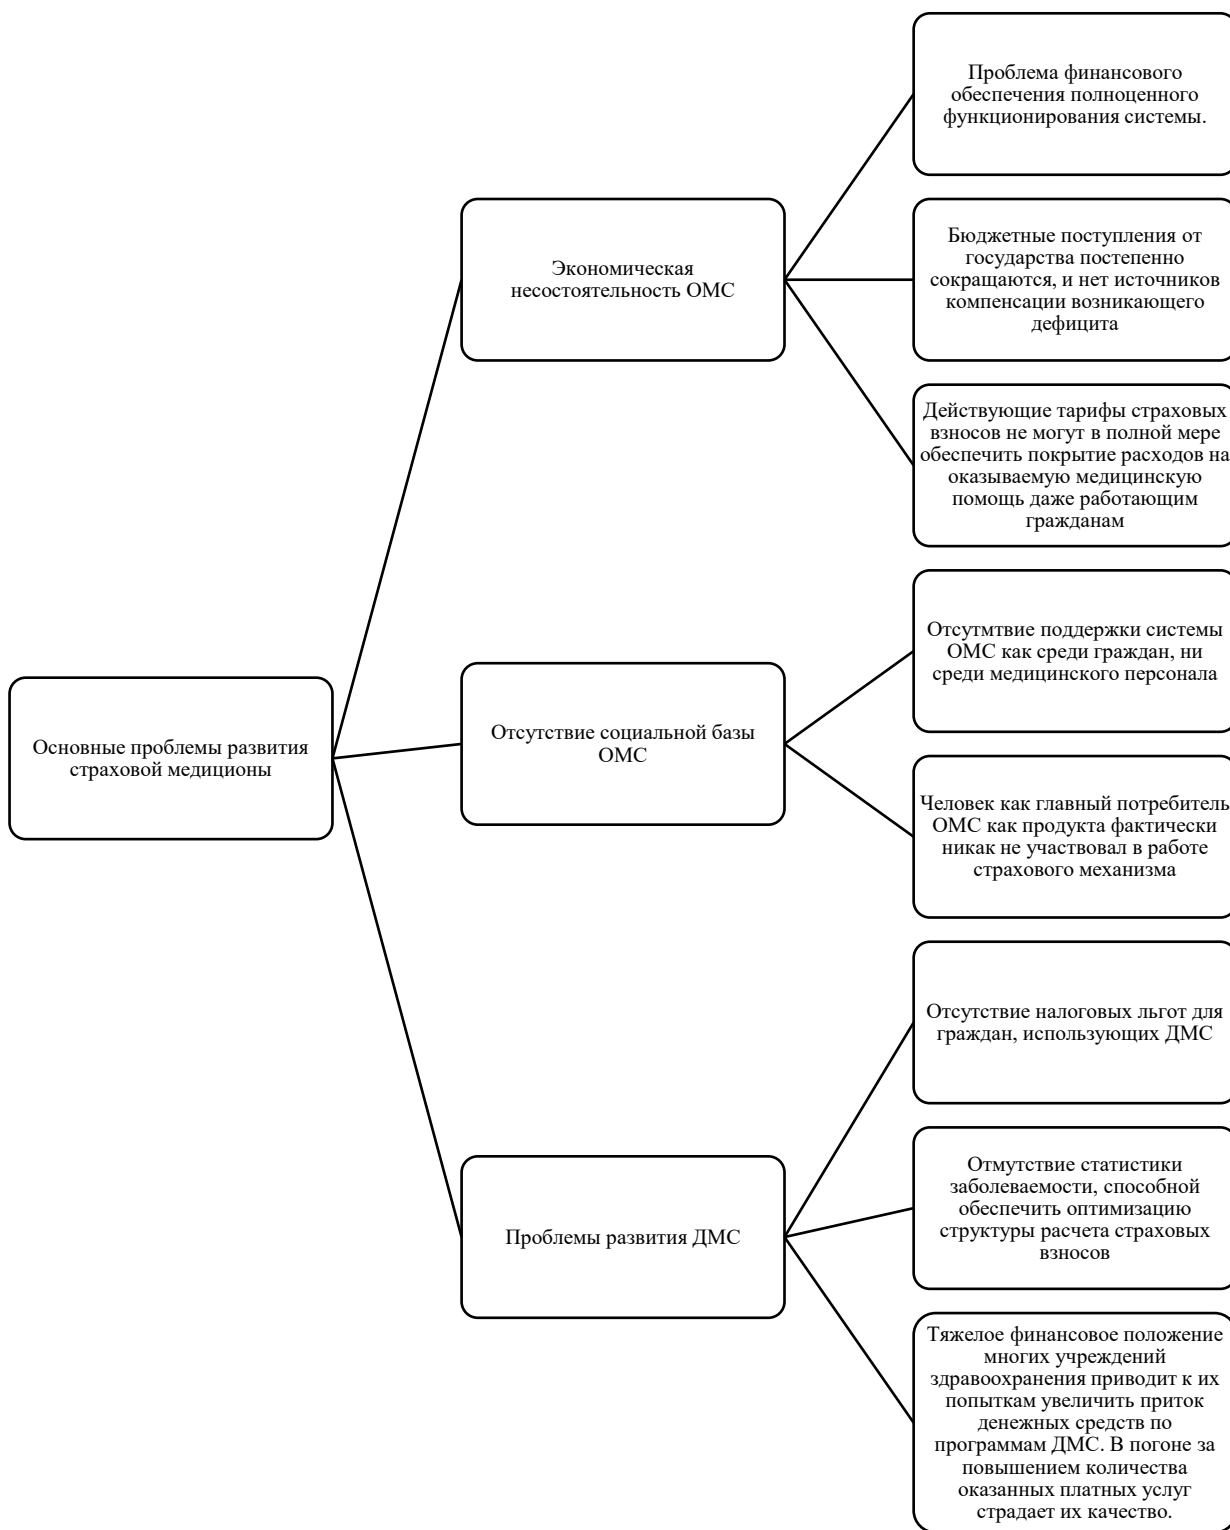 Основные проблемы развития
страховой медиционы
Экономическая
несостоятельность ОМС
Проблема финансового
обеспечения полноценного
функционирования системы.
Бюджетные поступления от
государства постепенно
сокращаются, и нет источников
компенсации возникающего
дефицита
Действующие тарифы страховых
взносов не могут в полной мере
обеспечить покрытие расходов на
оказываемую медицинскую
помощь даже работающим
гражданам
Отсутствие социальной базы
ОМС
Отсутмтвие поддержки системы
ОМС как среди граждан, ни
среди медицинского персонала
Человек как главный потребитель
ОМС как продукта фактически
никак не участвовал в работе
страхового механизма
Проблемы развития ДМС
Отсутствие налоговых льгот для
граждан, использующих ДМС
Отмутствие статистики
заболеваемости, способной
обеспечить оптимизацию
структуры расчета страховых
взносов
Тяжелое финансовое положение
многих учреждений
здравоохранения приводит к их
попыткам увеличить приток
денежных средств по
программам ДМС. В погоне за
повышением количества
оказанных платных услуг
страдает их качество.